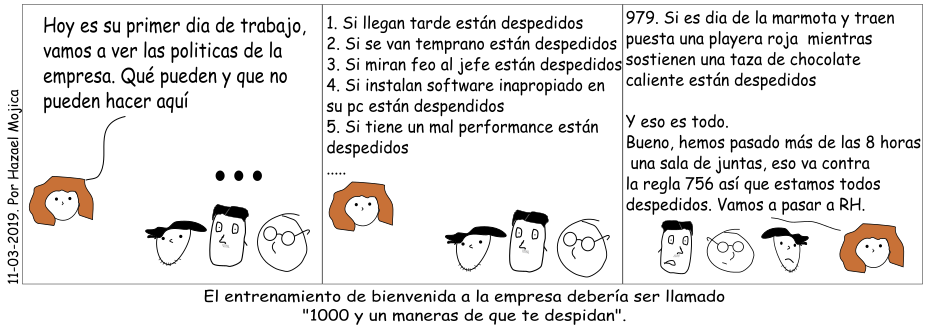 Hoy es su primer dia de trabajo,
vamos a ver las politicas de la
empresa. Qué pueden y que no
pueden hacer aquí
1. Si llegan tarde están despedidos
2. Si se van temprano están despedidos
3. Si miran feo al jefe están despedidos
4. Si instalan software inapropiado en
su pc están despendidos
5. Si tiene un mal performance están
despedidos
.....
979. Si es dia de la marmota y traen
puesta una playera roja mientras
sostienen una taza de chocolate
caliente están despedidos
Y eso es todo.
Bueno, hemos pasado más de las 8 horas
una sala de juntas, eso va contra
la regla 756 así que estamos todos
despedidos. Vamos a pasar a RH.
11-03-2019. Por Hazael Mojica
El entrenamiento de bienvenida a la empresa debería ser llamado
"1000 y un maneras de que te despidan".